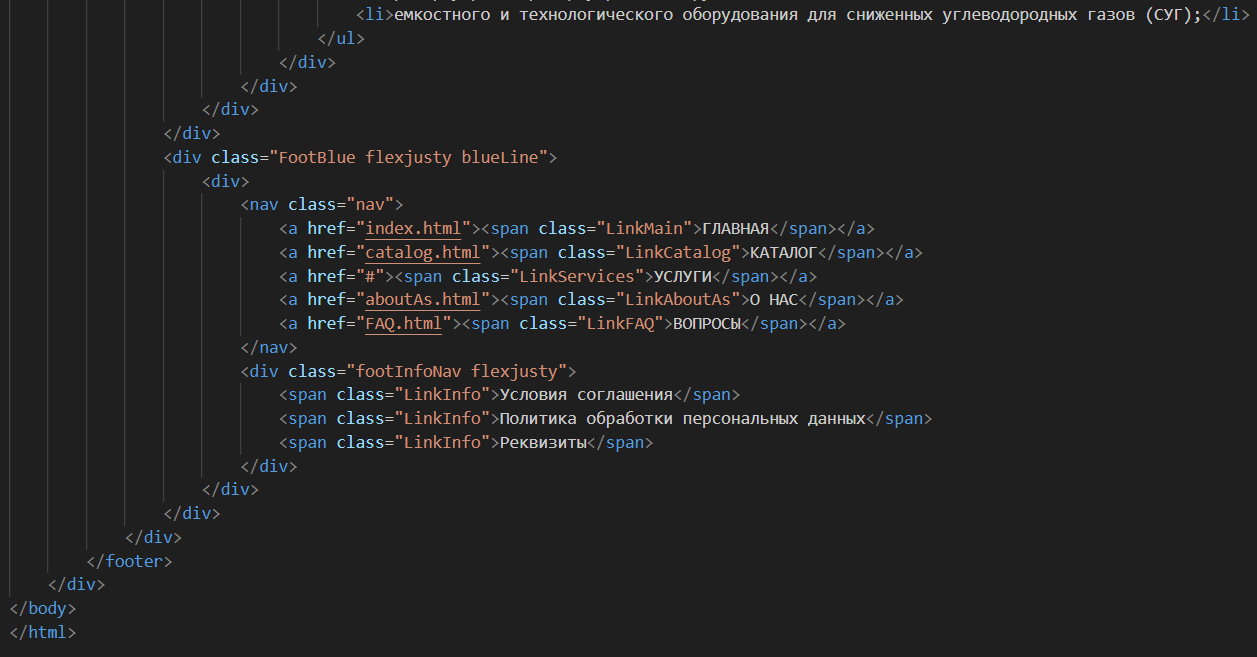 <li>емкостного и технологического оборудования для сниженных углеводородных газов (СУГ);</li>
</ul>
</div>
</div>
</div>
</div>
<div class="FootBlue flexjusty blueLine">
<div>
<nav class="nav">
<a href="index.html"><span class="LinkMain">ГЛАВНАЯ</span></a>
<a href="catalog.html"><span class="LinkCatalog">КАТАЛОГ</span></a>
<a href="#"><span class="LinkServices">УСЛУГИ</span></a>
<a href="aboutAs.html"><span class="LinkAboutAs">О НАС</span></a>
<a href="FAQ.html"><span class="LinkFAQ">ВОПРОСЫ</span></a>
</nav>
<div class="footInfoNav flexjusty">
<span class="LinkInfo">Условия соглашения</span>
<span class="LinkInfo">Политика обработки персональных данных</span>
<span class="LinkInfo">Реквизиты</span>
</div>
</div>
</div>
</div>
</footer>
</div>
</body>
</html>